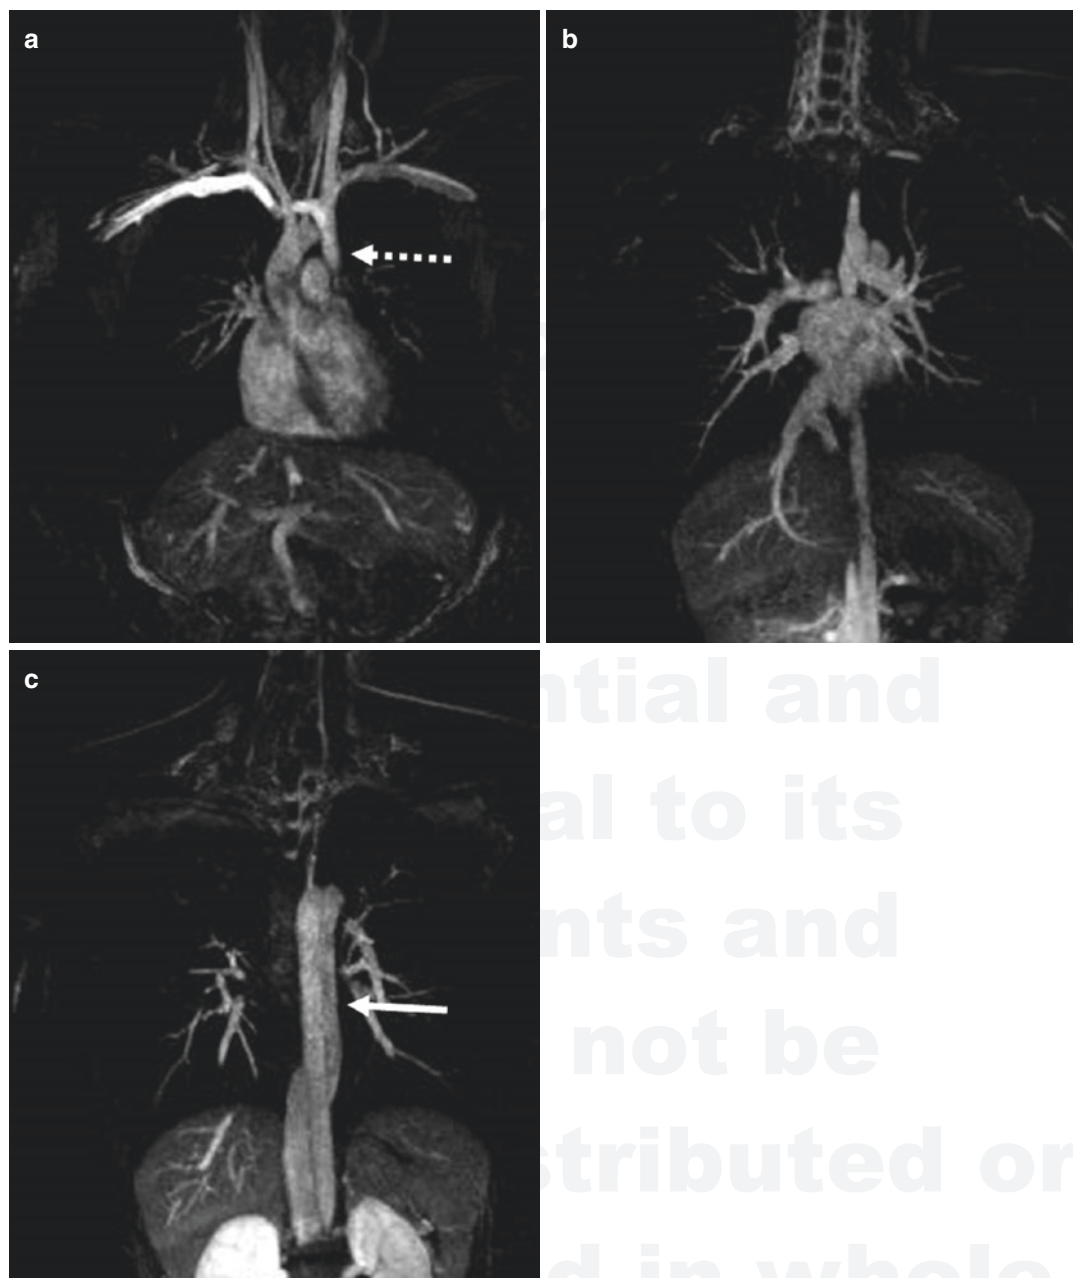 a
b
c
ntial and
al to its
nts and
not be
stributed or
d in whole